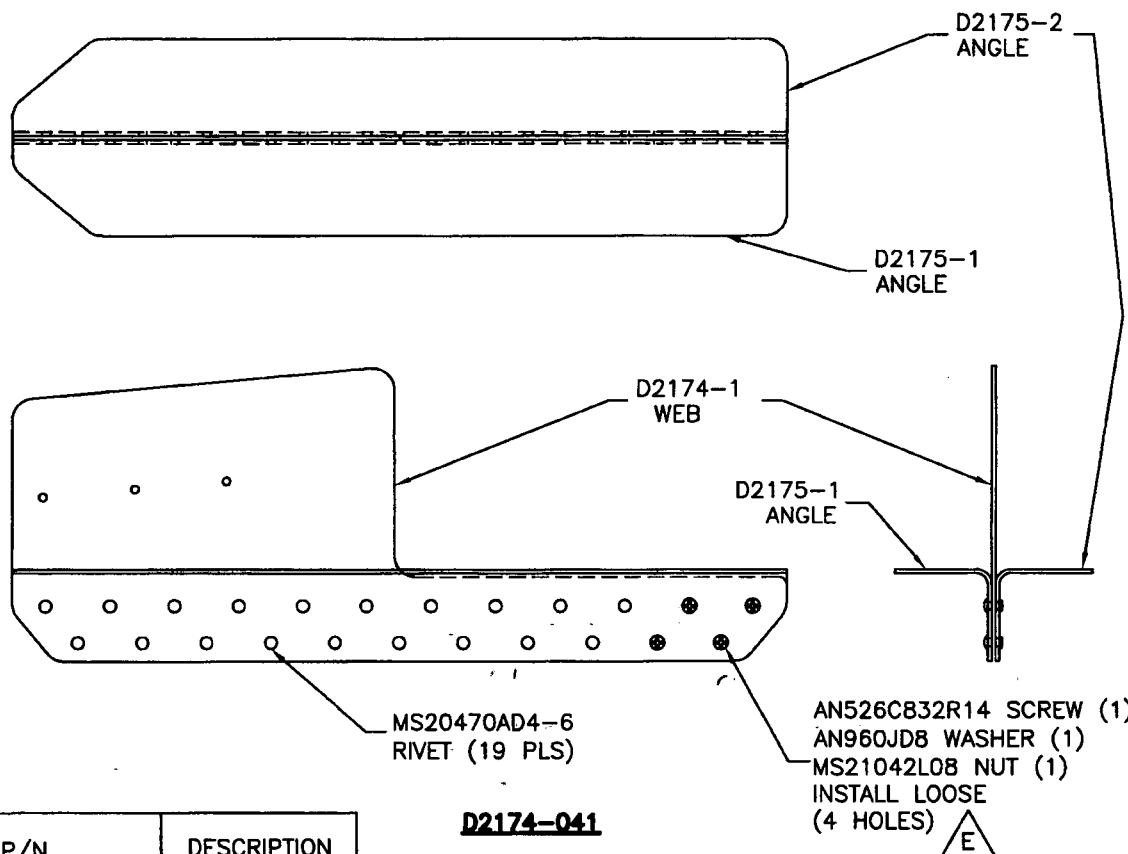 D2175-2
ANGLE
D2175-1
ANGLE
D2174-1
WEB
D2175-1
ANGLE
MS20470AD4-6
RIVET (19 PLS)
AN526C832R14 SCREW (1)
AN960JD8 WASHER (1)
MS21042L08 NUT (1)
INSTALL LOOSE
(4 HOLES)
E
D2174-041
P/N
DESCRIPTION